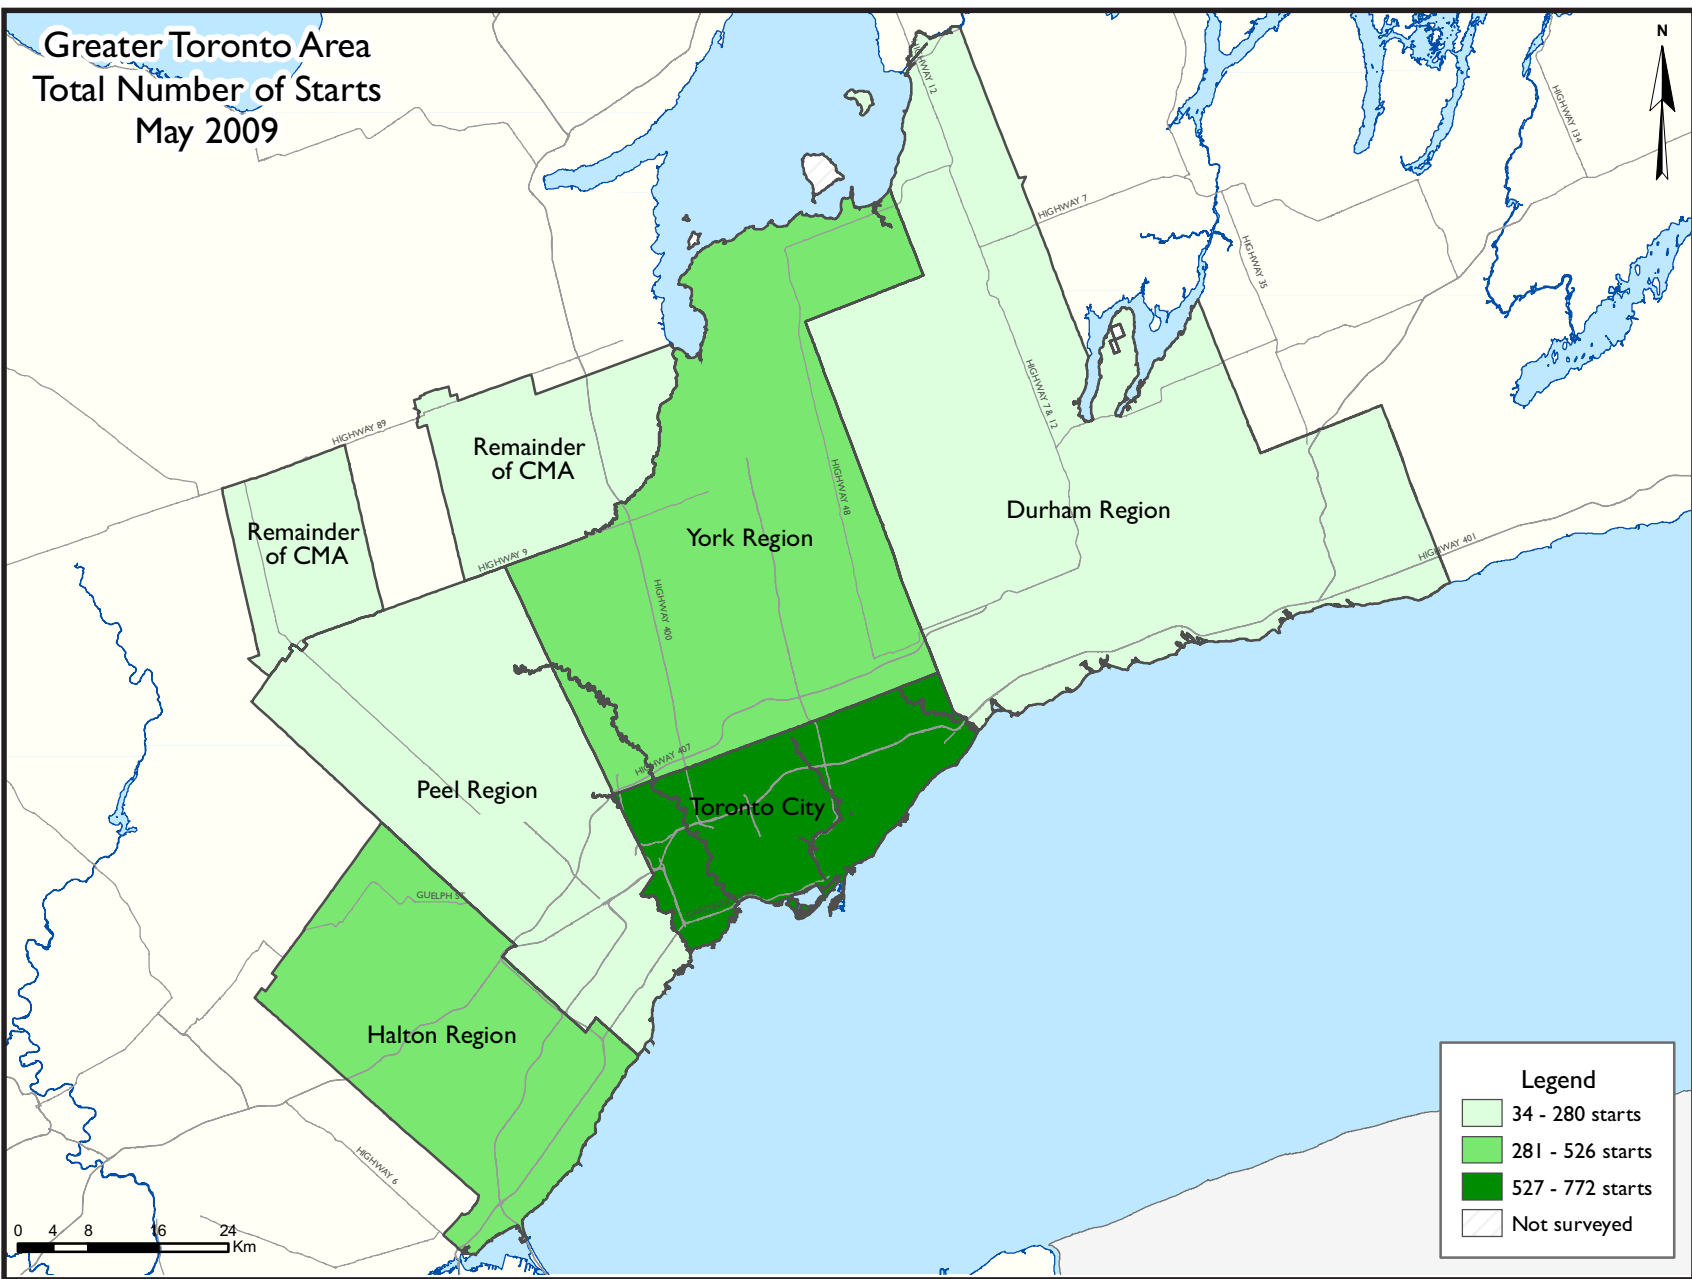 Greater Toronto Area
Total Number of Starts
May 2009
N
HIGHWAY 12
HIGHWAY 134
HIGHWAY 7
HIGHWAY 35
HIGHWAY 7 & 12
HIGHWAY 89
Remainder
of CMA
Remainder
of CMA
HIGHWAY 48
York Region
Durham Region
HIGHWAY 9
HIGHWAY 401
HIGHWAY 400
HIGHWAY 407
Peel Region
Toronto City
GUELPH ST
Halton Region
HIGHWAY 6
0 4 8 16 24
Km
Legend
34 - 280 starts
281 - 526 starts
527 - 772 starts
Not surveyed